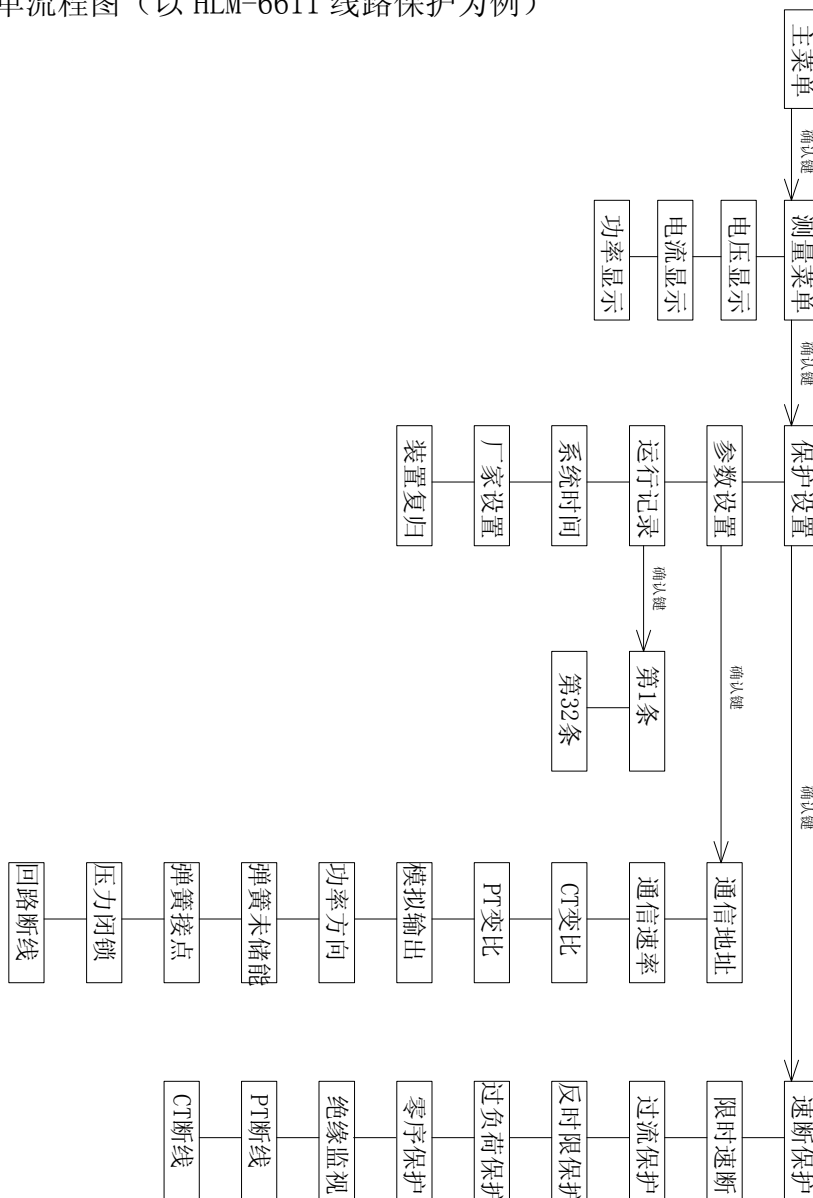 单流程图（以 HLM-6611 线路保护为例）
主菜单
确认键
测量菜单
电压显示
电流显示
功率显示
确认键
保护设置
参数设置
运行记录
系统时间
厂家设置
装置复归
确认键
第1条
第32条
确认键
通信地址
通信速率
CT变比
PT变比
模拟输出
功率方向
弹簧未储能
弹簧接点
压力闭锁
回路断线
确认键
速断保护
限时速断
过流保护
反时限保护
过负荷保护
零序保护
绝缘监视
PT断线
CT断线